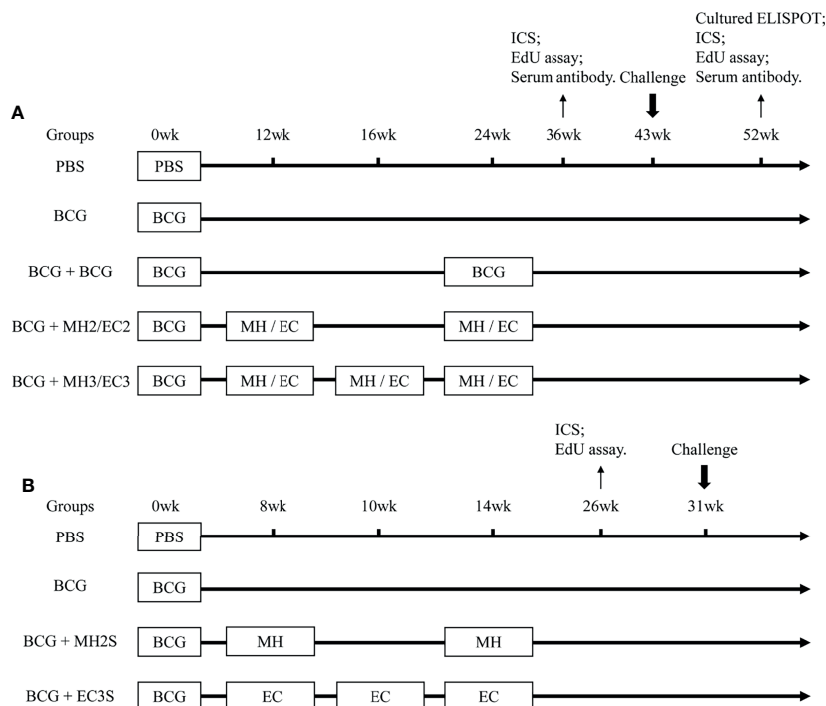 Cultured ELISPOT;
ICS; ICS;
EdU assay; EdU assay;
Serum antibody. Challenge Serum antibody.
A
Groups 0wk 12wk 16wk 24wk 36wk 43wk 52wk
PBS PBS
BCG BCG
BCG + BCG BCG BCG
BCG + MH2/EC2 BCG MH / EC MH / EC
BCG + MH3/EC3 BCG MH / EC MH / EC MH / EC
ICS;
EdU assay. Challenge
B
Groups 0wk 8wk 10wk 14wk 26wk 31wk
PBS PBS
BCG BCG
BCG + MH2S BCG MH MH
BCG + EC3S BCG EC EC EC